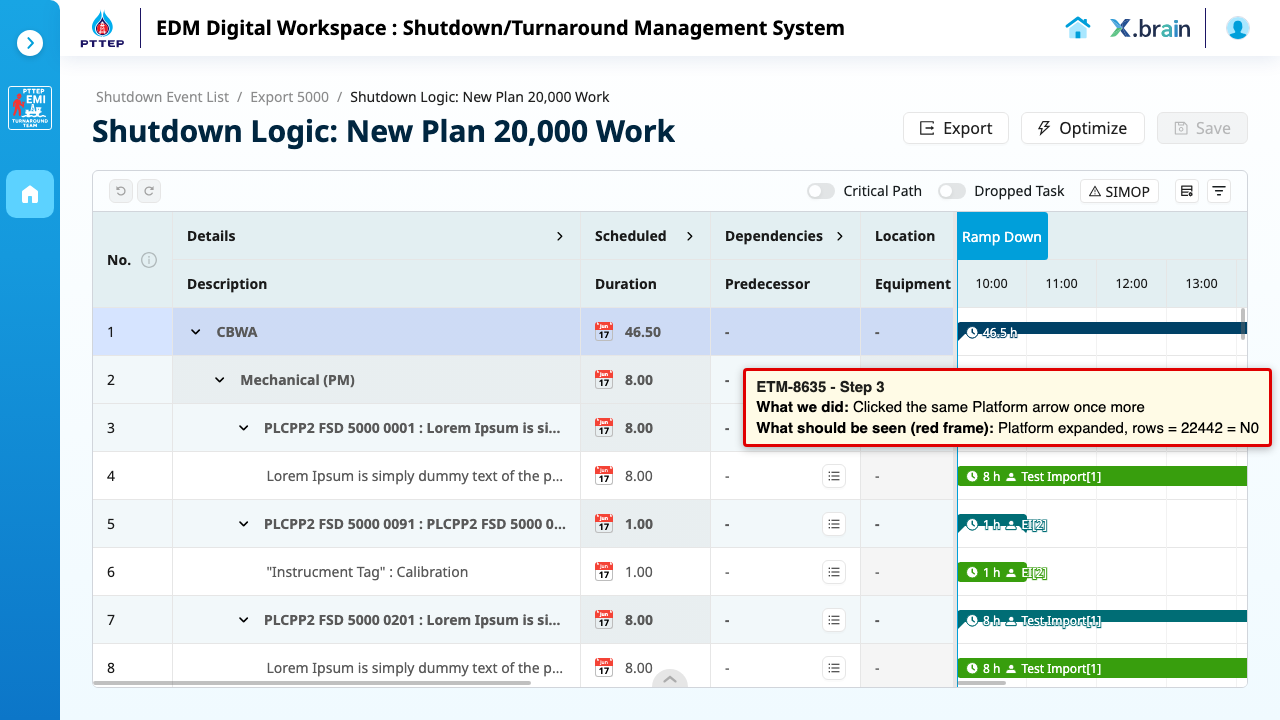 PTTEP
EDM Digital Workspace : Shutdown/Turnaround Management System
X.brain
PTTEP
EMI
TURNAROUND
TEAM
Shutdown Event List / Export 5000 / Shutdown Logic: New Plan 20,000 Work
Shutdown Logic: New Plan 20,000 Work
Export
Optimize
Save
Critical Path
Dropped Task
SIMOP
No.
Details
Scheduled
Dependencies
Location
Ramp Down
Description
Duration
Predecessor
Equipment
10:00
11:00
12:00
13:00
1 CBWA 46.50 - - 46.5 h
2 Mechanical (PM) 8.00 -
ETM-8635 - Step 3
What we did: Clicked the same Platform arrow once more
What should be seen (red frame): Platform expanded, rows = 22442 = N0
3 PLCPP2 FSD 5000 0001 : Lorem Ipsum is si... 8.00 -
4 Lorem Ipsum is simply dummy text of the p... 8.00 - - 8 h Test Import[1]
5 PLCPP2 FSD 5000 0091 : PLCPP2 FSD 5000 0... 1.00 - - 1 h EI[2]
6 "Instrucment Tag" : Calibration 1.00 - - 1 h EI[2]
7 PLCPP2 FSD 5000 0201 : Lorem Ipsum is si... 8.00 - - 8 h Test Import[1]
8 Lorem Ipsum is simply dummy text of the p... 8.00 - - 8 h Test Import[1]